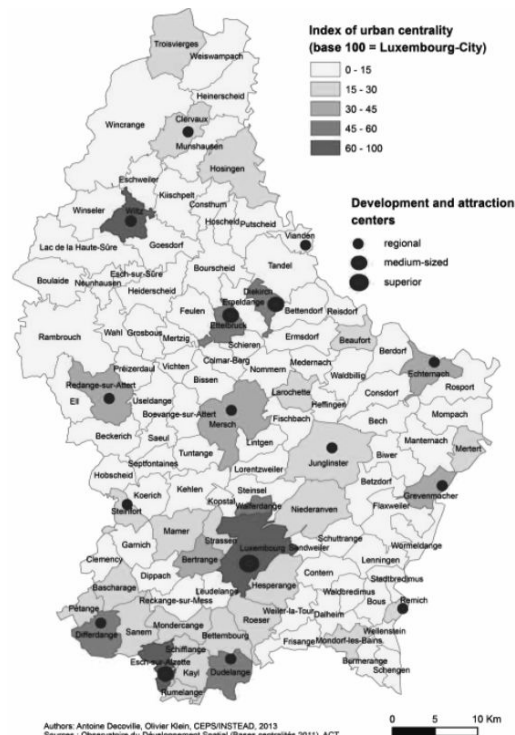 Index of urban centrality
(base 100 = Luxembourg-City)
0 - 15
15 - 30
30 - 45
45 - 60
60 - 100
Development and attraction
centers
regional
medium-sized
superior
Troisvierges
Weiswampach
Heinerscheid
Wincrange
Clervaux
Munshausen
Hosingen
Eschweiler
Kiischpelt
Wiltz
Winseler
Consthum
Hoscheid
Putscheid
Vianden
Lac de la Haute-Sûre
Goesdorf
Esch-sur-Sûre
Bourscheid
Tandel
Boulaide
Neunhausen
Heiderscheid
Diekirch
Erpeldange
Feulen
Bettendorf
Reisdorf
Ettelbruck
Rambrouch
Wahl
Grosbous
Mertzig
Schieren
Ermsdorf
Beaufort
Berdorf
Colmar-Berg
Préizerdaul
Vichten
Nommern
Medernach
Waldbillig
Echternach
Redange-sur-Attert
Bissen
Larochette
Consdorf
Rosport
Ell
Useldange
Heffingen
Boevange-sur-Attert
Mersch
Fischbach
Bech
Mompach
Beckerich
Saeul
Lintgen
Manternach
Tuntange
Junglinster
Biwer
Mertert
Septfontaines
Lorentzweiler
Hobscheid
Betzdorf
Kehlen
Steinsel
Grevenmacher
Koerich
Kopstal
Flaxweiler
Steinfort
Walferdange
Niederanven
Mamer
Garnich
Strassen
Schuttrange
Luxembourg
Sandweiler
Wormeldange
Clemency
Bertrange
Lenningen
Dippach
Contern
Stadtbredimus
Bascharage
Leudelange
Hesperange
Waldbredimus
Reckange-sur-Mess
Bous
Remich
Pétange
Weiler-la-Tour
Dalheim
Mondercange
Roeser
Wellenstein
Differdange
Sanem
Bettembourg
Frisange
Mondorf-les-Bains
Schifflange
Burmerange
Esch-sur-Alzette
Kayl
Dudelange
Schengen
Rumelange
0
5
10 Km
Authors: Antoine Decoville, Olivier Klein, CEPS/INSTEAD, 2013